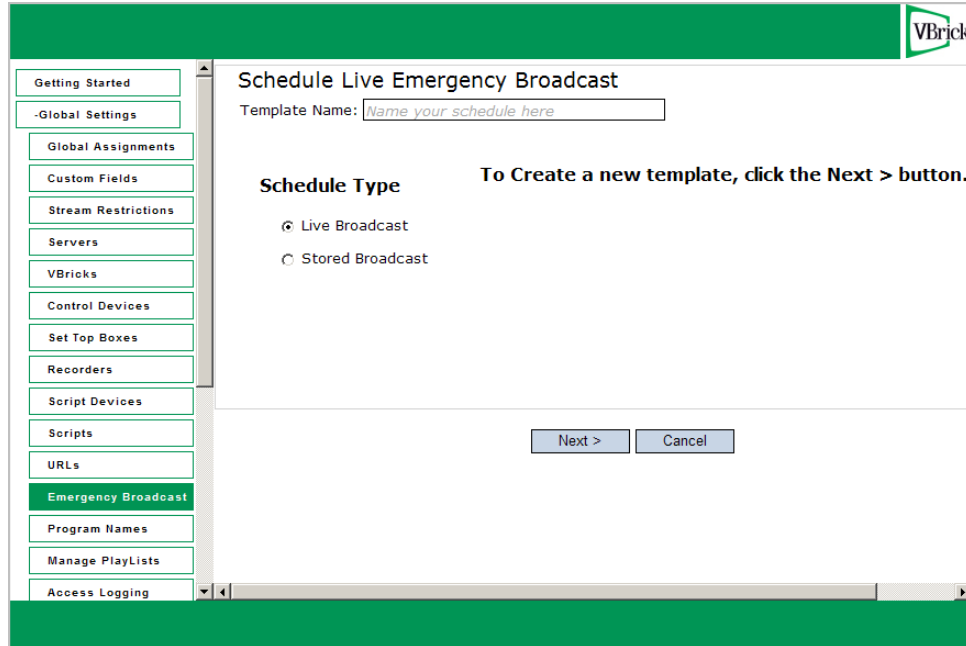 VBrick
Getting Started
-Global Settings
Global Assignments
Custom Fields
Stream Restrictions
Servers
VBricks
Control Devices
Set Top Boxes
Recorders
Script Devices
Scripts
URLs
Emergency Broadcast
Program Names
Manage PlayLists
Access Logging
Schedule Live Emergency Broadcast
Template Name: Name your schedule here
Schedule Type
Live Broadcast
Stored Broadcast
To Create a new template, click the Next > button.
Next >
Cancel